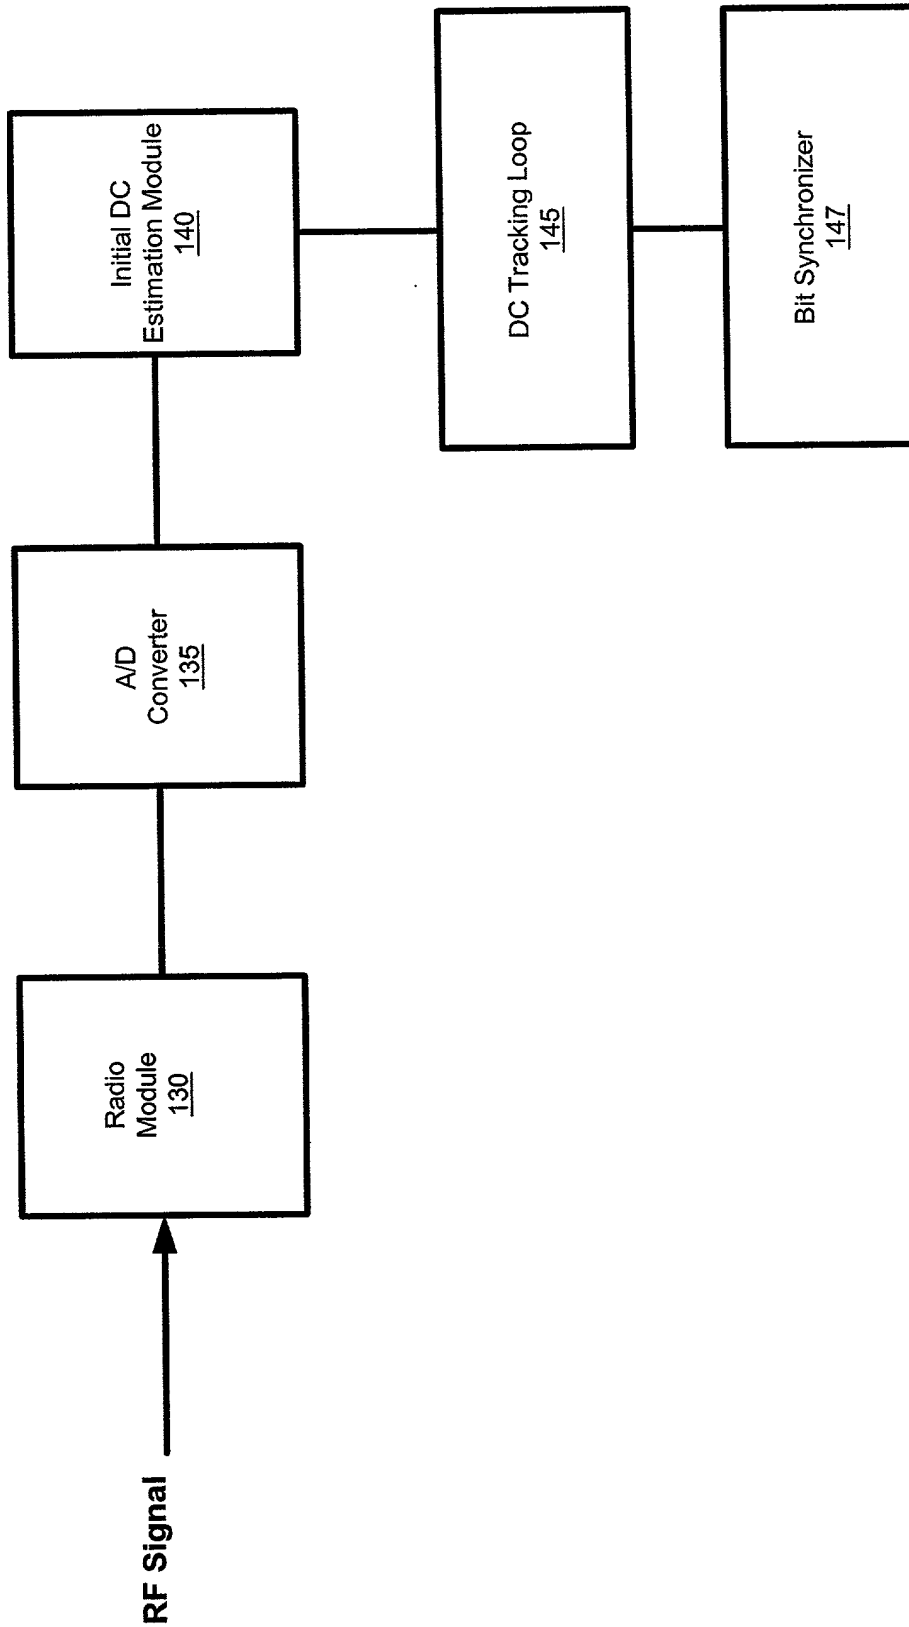 RF Signal
Radio
Module
130
A/D
Converter
135
Initial DC
Estimation Module
140
DC Tracking Loop
145
Bit Synchronizer
147